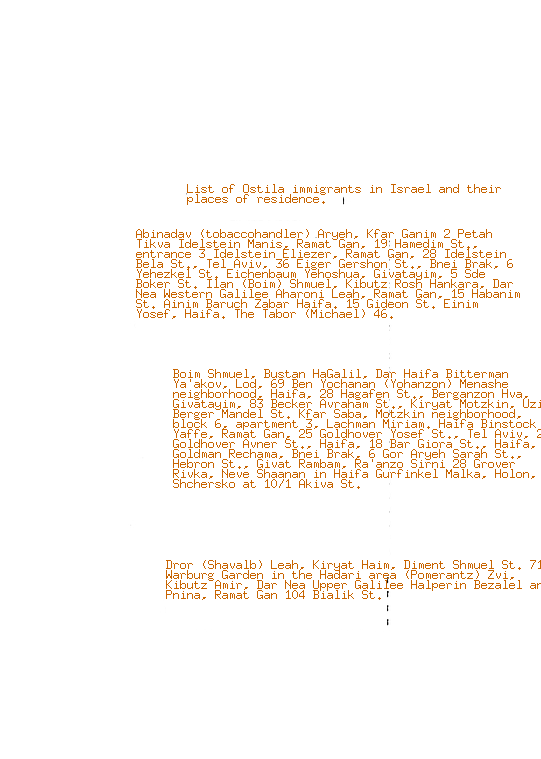 List of Ostila immigrants in Israel and their
places of residence.
Abinadav (tobaccohandler) Aryeh, Kfar Ganim 2 Petah
Tikva Idelstein Manis, Ramat Gan, 19 Hamedim St.,
entrance 3 Idelstein Eliezer, Ramat Gan, 28 Idelstein
Bela St., Tel Aviv, 36 Eiger Gershon St., Bnei Brak, 6
Yehezkel St. Eichenbaum Yehoshua, Givatayim, 5 Sde
Boker St. Ilan (Boim) Shmuel, Kibutz Rosh Hankara, Dar
Nea Western Galilee Aharoni Leah, Ramat Gan, 15 Habanim
St. Ainim Baruch Zabar Haifa. 15 Gideon St. Einim
Yosef, Haifa. The Tabor (Michael) 46.
Boim Shmuel, Bustan HaGalil, Dar Haifa Bitterman
Ya'akov, Lod, 69 Ben Yochanan (Yohanzon) Menashe
neighborhood, Haifa, 28 Hagafen St., Berganzon Hva,
Givatayim, 83 Becker Avraham St., Kiryat Motzkin, Uzi
Berger Mandel St. Kfar Saba, Motzkin neighborhood,
block 6, apartment 3, Lachman Miriam. Haifa Binstock
Yaffe, Ramat Gan, 25 Goldhover Yosef St., Tel Aviv, 2
Goldhover Avner St., Haifa, 18 Bar Giora St., Haifa,
Goldman Rechama, Bnei Brak, 6 Gor Aryeh Sarah St.,
Hebron St., Givat Rambam, Ra'anzo Sirni 28 Grover
Rivka, Neve Shaanan in Haifa Gurfinkel Malka, Holon,
Shchersko at 10/1 Akiva St.
Dror (Shavalb) Leah, Kiryat Haim, Diment Shmuel St. 71
Warburg Garden in the Hadari area (Pomerantz) Zvi,
Kibutz Amir, Dar Nea Upper Galilee Halperin Bezalel an
Pnina, Ramat Gan 104 Bialik St.